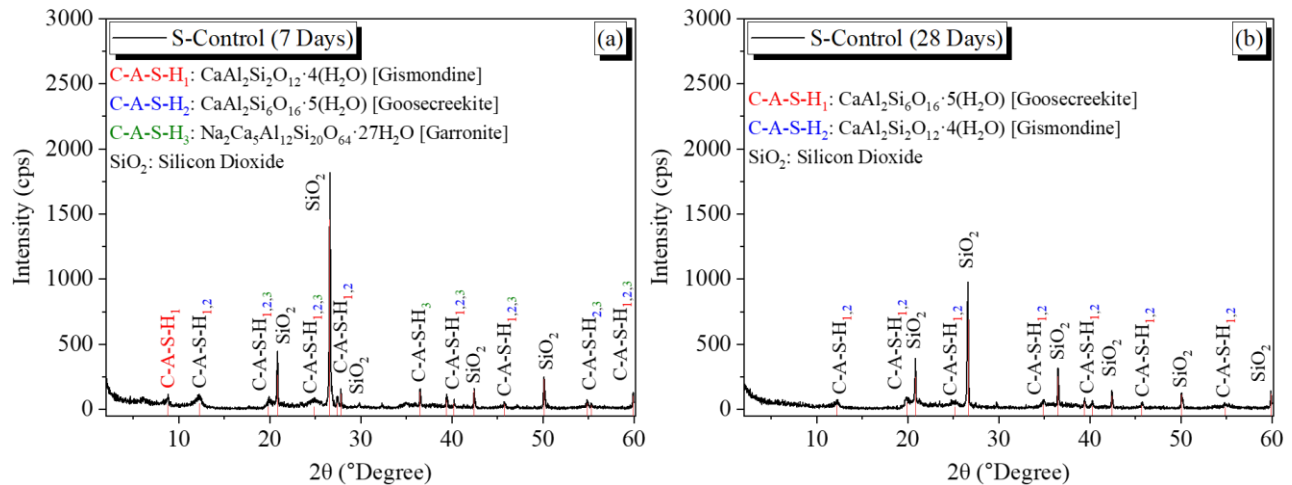 S-Control (7 Days)
(a)
C-A-S-H₁: CaAl₂Si₂O₁₂·4(H₂O) [Gismondine]
C-A-S-H₂: CaAl₂Si₆O₁₆·5(H₂O) [Goosecreekite]
C-A-S-H₃: Na₂Ca₅Al₁₂Si₂₀O₆₄·27H₂O [Garronite]
SiO₂: Silicon Dioxide
Intensity (cps)
3000
2500
2000
1500
1000
500
0
C-A-S-H₁
C-A-S-H₁,₂
C-A-S-H₁,₂,₃
SiO₂
C-A-S-H₁,₂,₃
SiO₂
C-A-S-H₁,₂
SiO₂
C-A-S-H₃
C-A-S-H₁,₂,₃
SiO₂
C-A-S-H₁,₂,₃
SiO₂
C-A-S-H₂,₃
C-A-S-H₁,₂,₃
10 20 30 40 50 60
2θ (°Degree)
S-Control (28 Days)
(b)
C-A-S-H₁: CaAl₂Si₆O₁₆·5(H₂O) [Goosecreekite]
C-A-S-H₂: CaAl₂Si₂O₁₂·4(H₂O) [Gismondine]
SiO₂: Silicon Dioxide
Intensity (cps)
3000
2500
2000
1500
1000
500
0
C-A-S-H₁,₂
C-A-S-H₁,₂
SiO₂
C-A-S-H₁,₂
SiO₂
C-A-S-H₁,₂
SiO₂
C-A-S-H₁,₂
SiO₂
C-A-S-H₁,₂
SiO₂
C-A-S-H₁,₂
SiO₂
10 20 30 40 50 60
2θ (°Degree)